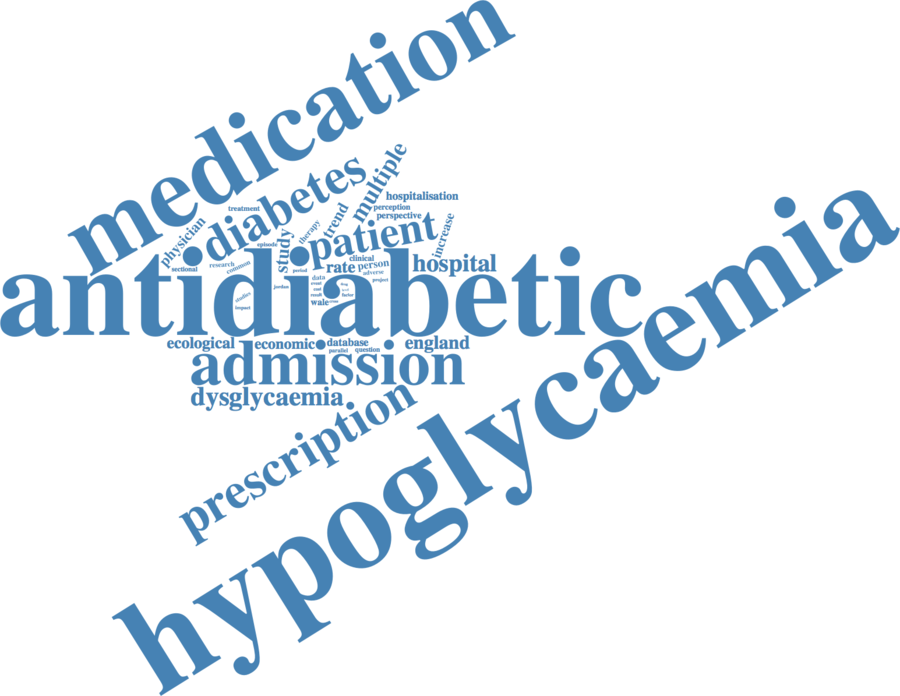 medication
multiple
diabetes
hospitalisation
treatment
perception
trend
perspective
physician
therapy
increase
patient
study
episode
clinical
hospital
rate
person
research
common
sectional
period
adverse
data
project
antidiabetic
jordan
event
drug
cost
level
studies
result
factor
wale
impact
ecological
economic
database
england
parallel
question
admission
dysglycaemia
prescription
hypoglycaemia